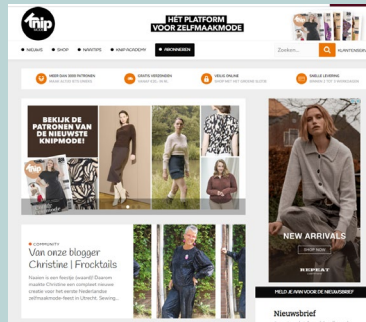 knip
HÉT PLATFORM
VOOR ZELFMAAKMODE
NIEUWS
SHOP
NAAITIPS
KNIP ACADEMY
ABONNEREN
Zoeken...
KLANTENSERV
MEER DAN 3000 PATRONEN
GRATIS VERZENDEN
VEILIG ONLINE
SNELLE LEVERING
BEKIJK DE
PATRONEN VAN
DE NIEUWSTE
KNIPMODE!
COMMUNITY
Van onze blogger
Christine | Frocktails
Naaien is een feestje (waard)! Daarom
maakte Christine een compleet nieuwe
creatie voor het eerste Nederlandse
zelfmaakmode-feest in Utrecht. Sewing...
NEW ARRIVALS
SHOP NOW
REPEAT
MELD JE AAN VOOR DE NIEUWSBRIEF
Nieuwsbrief